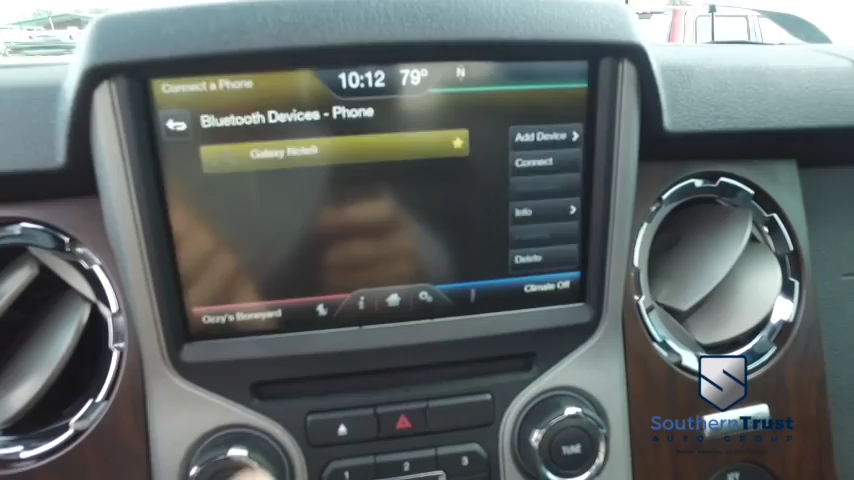 Connect a Phone
10:12 79° N
Bluetooth Devices - Phone
Galaxy Note9
Add Device
Connect
Info
Delete
Ozzy's Boneyard
Climate Off
1 2 3
TUNE
SouthernTrust
AUTO GROUP